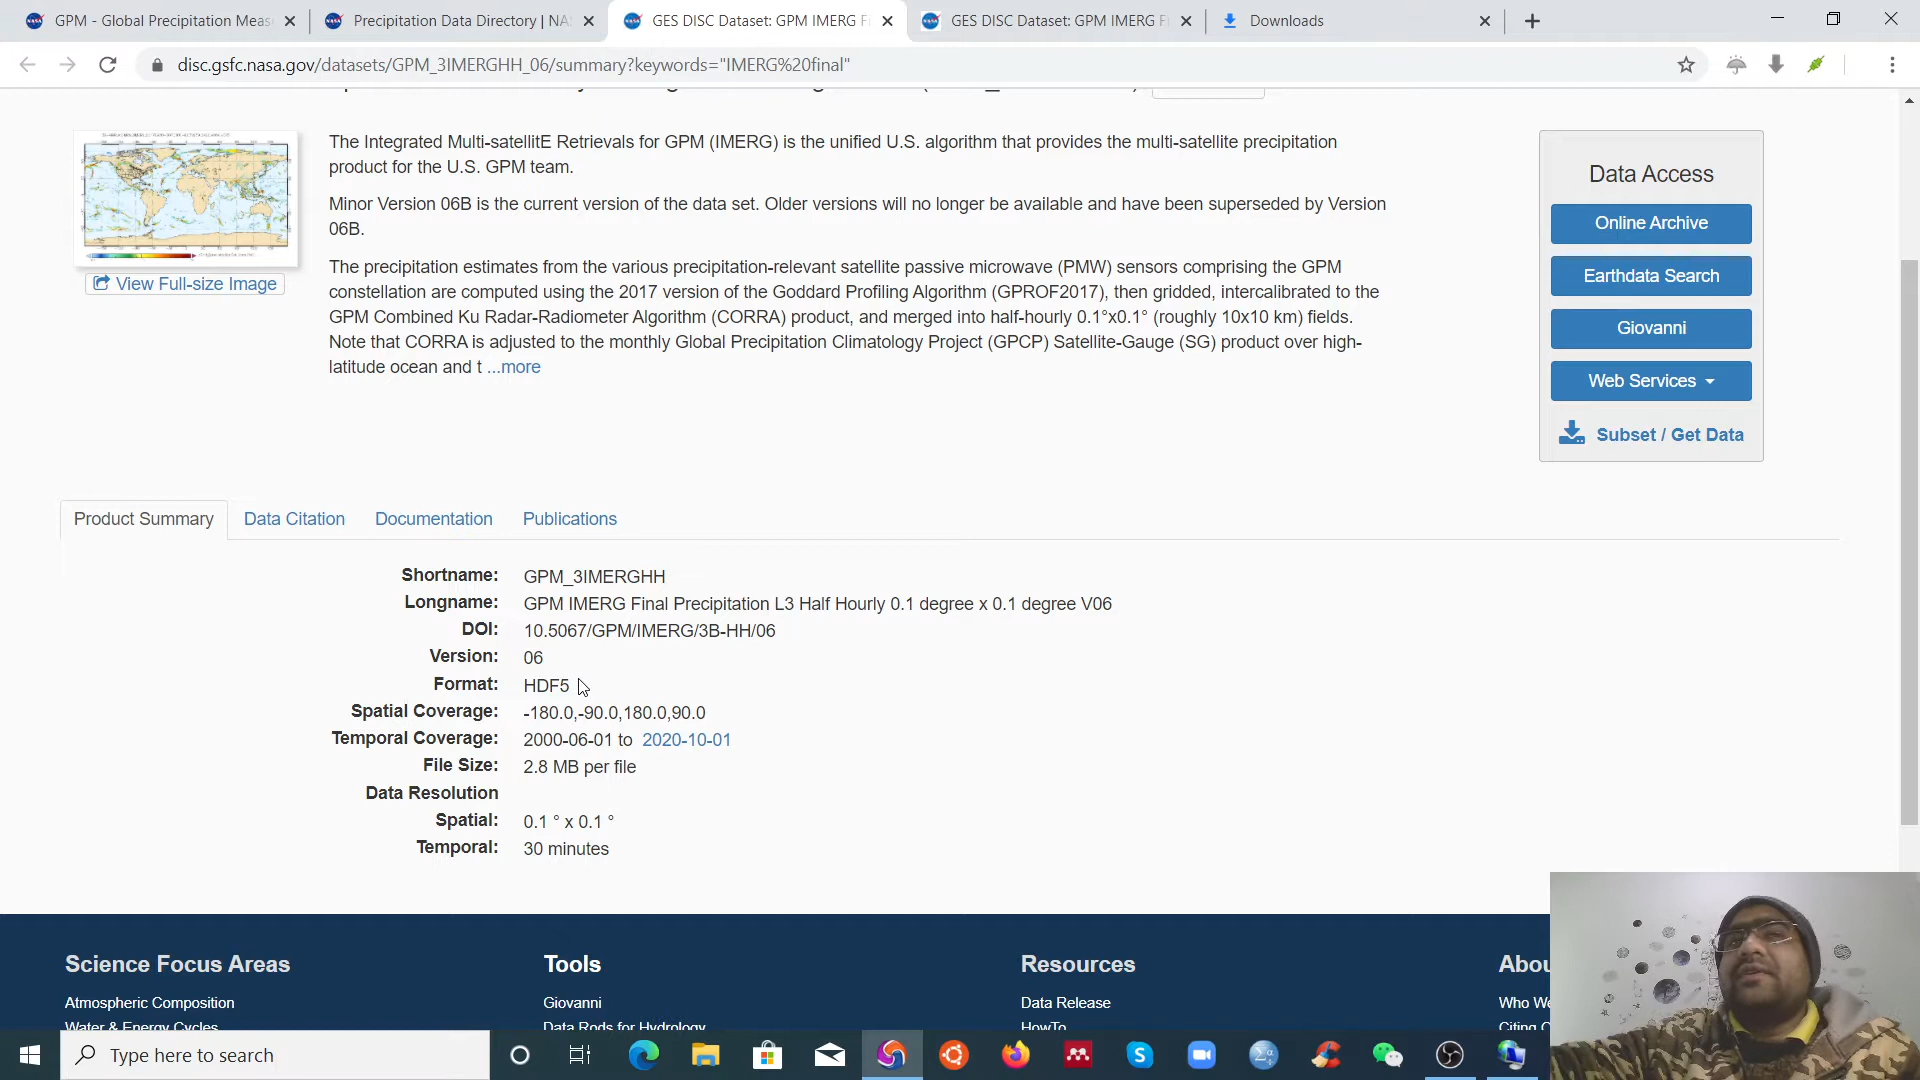 GPM - Global Precipitation Meas
Precipitation Data Directory | NA
GES DISC Dataset: GPM IMERG F
GES DISC Dataset: GPM IMERG F
Downloads
disc.gsfc.nasa.gov/datasets/GPM_3IMERGHH_06/summary?keywords="IMERG%20final"
The Integrated Multi-satellitE Retrievals for GPM (IMERG) is the unified U.S. algorithm that provides the multi-satellite precipitation
product for the U.S. GPM team.
Minor Version 06B is the current version of the data set. Older versions will no longer be available and have been superseded by Version
06B.
The precipitation estimates from the various precipitation-relevant satellite passive microwave (PMW) sensors comprising the GPM
constellation are computed using the 2017 version of the Goddard Profiling Algorithm (GPROF2017), then gridded, intercalibrated to the
GPM Combined Ku Radar-Radiometer Algorithm (CORRA) product, and merged into half-hourly 0.1°x0.1° (roughly 10x10 km) fields.
Note that CORRA is adjusted to the monthly Global Precipitation Climatology Project (GPCP) Satellite-Gauge (SG) product over high-
latitude ocean and t ...more
View Full-size Image
Data Access
Online Archive
Earthdata Search
Giovanni
Web Services
Subset / Get Data
Product Summary
Data Citation
Documentation
Publications
Shortname: GPM_3IMERGHH
Longname: GPM IMERG Final Precipitation L3 Half Hourly 0.1 degree x 0.1 degree V06
DOI: 10.5067/GPM/IMERG/3B-HH/06
Version: 06
Format: HDF5
Spatial Coverage: -180.0,-90.0,180.0,90.0
Temporal Coverage: 2000-06-01 to 2020-10-01
File Size: 2.8 MB per file
Data Resolution
Spatial: 0.1 ° x 0.1 °
Temporal: 30 minutes
Science Focus Areas
Atmospheric Composition
Water & Energy Cycles
Tools
Giovanni
Data Rods for Hydrology
Resources
Data Release
HowTo
Abou
Who We
Citing
Type here to search